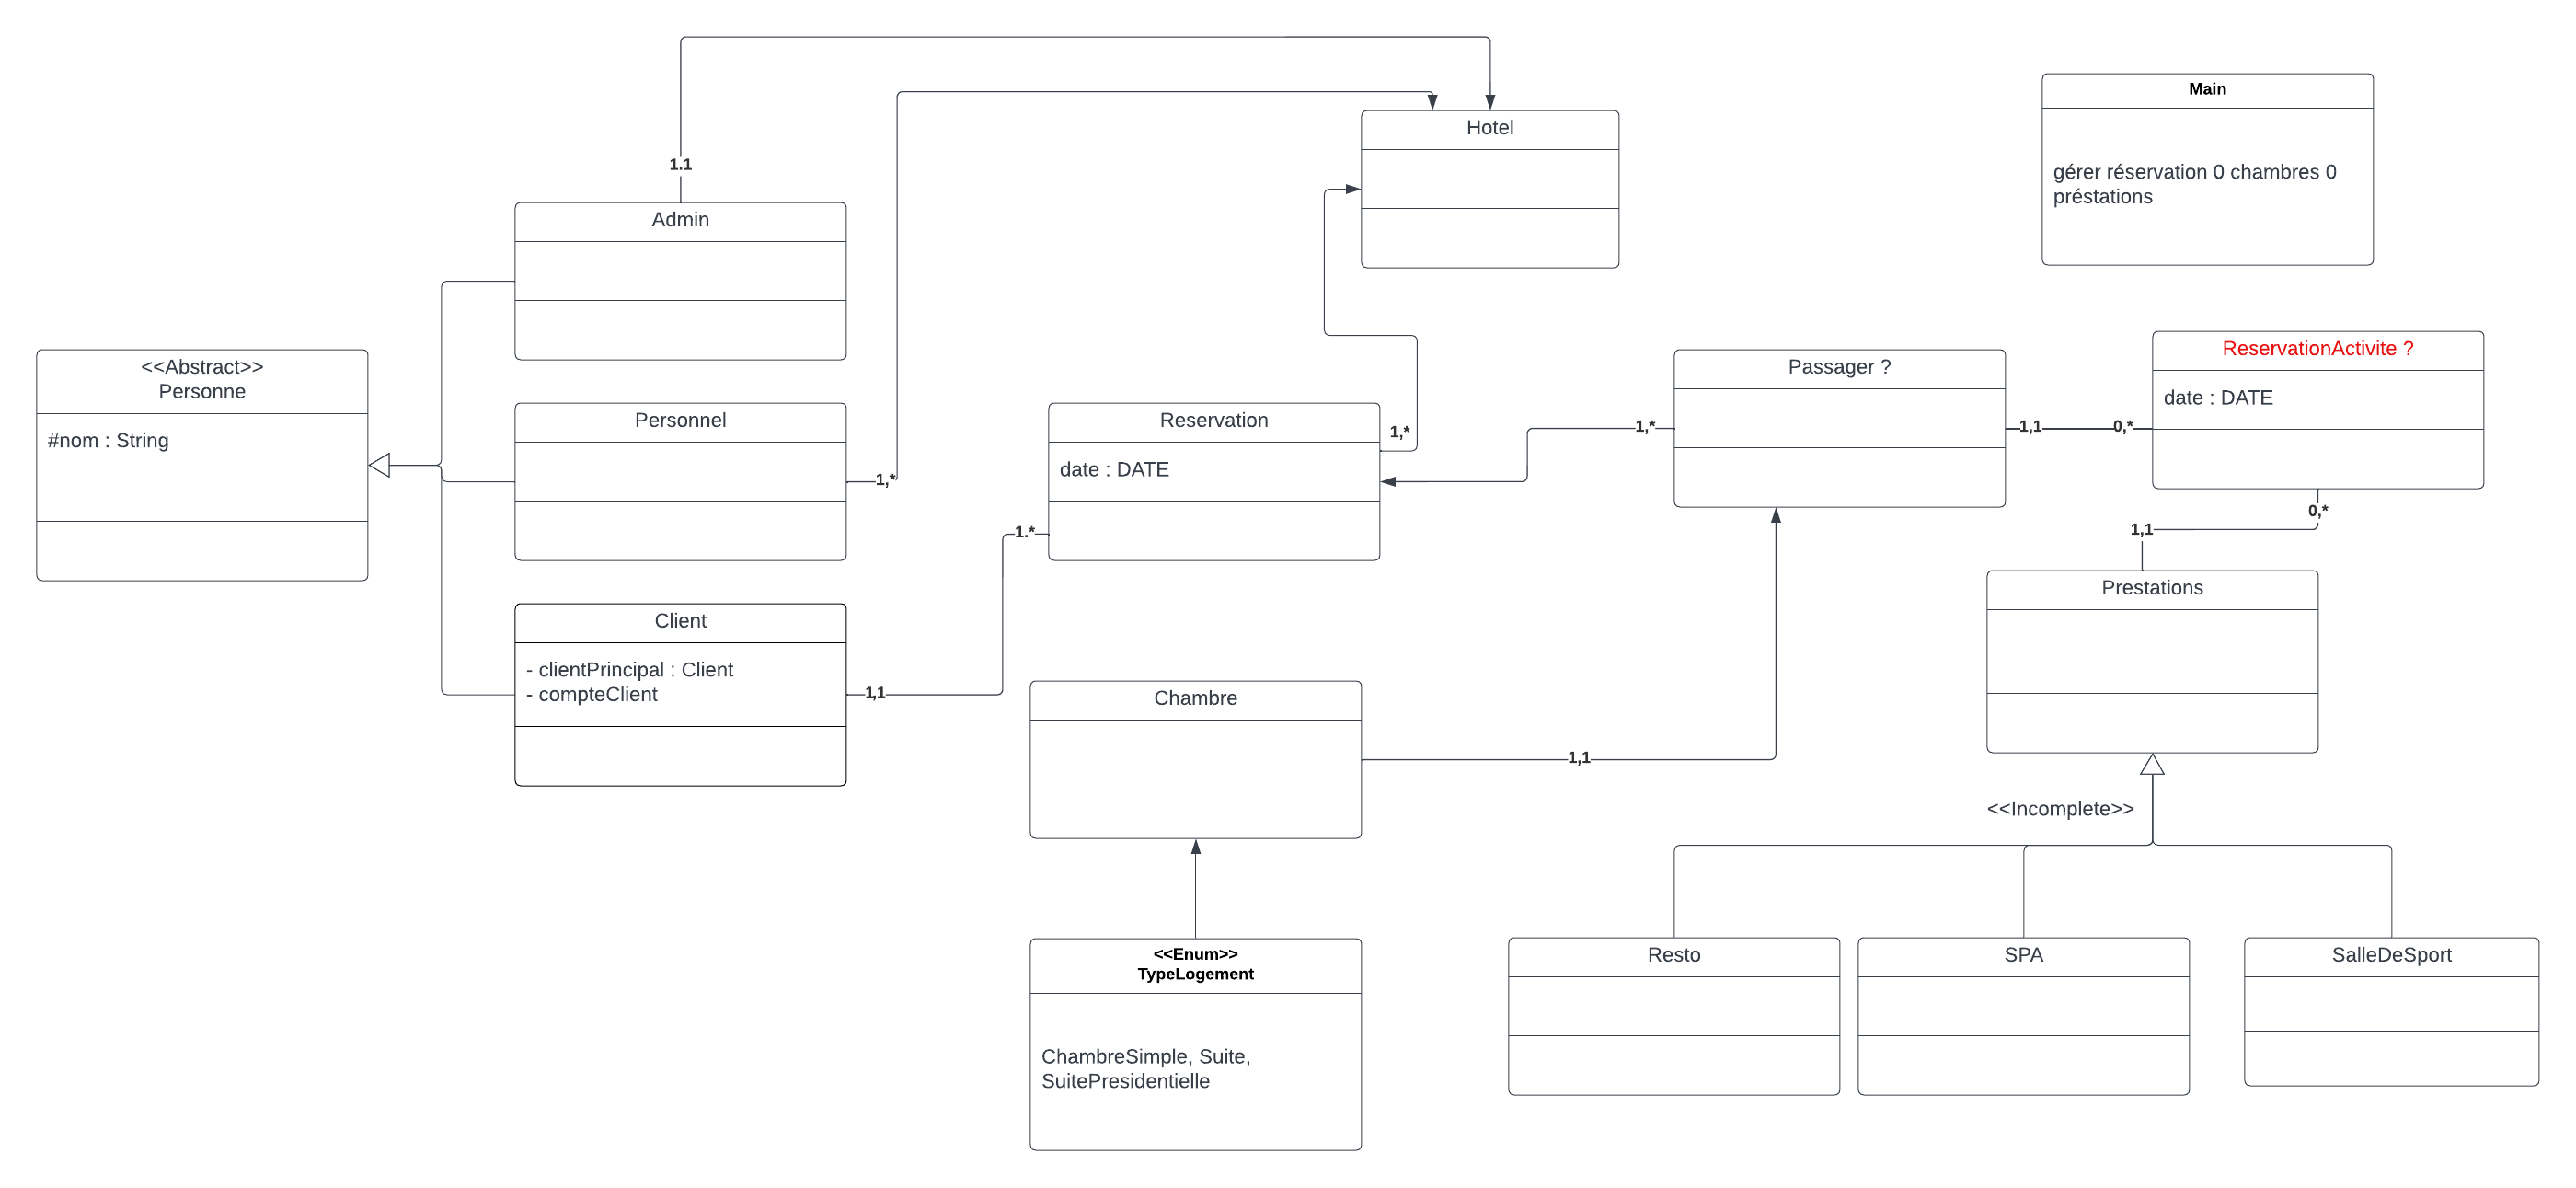 Main
gérer réservation 0 chambres 0
préstations
Hotel
1.1
Admin
<<Abstract>>
Personne
#nom : String
Personnel
1,*
Client
- clientPrincipal : Client
- compteClient
1,1
Reservation
date : DATE
1,*
1.*
Passager ?
1,*
1,1
0,*
ReservationActivite ?
date : DATE
0,*
1,1
Prestations
Chambre
1,1
<<Incomplete>>
<<Enum>>
TypeLogement
ChambreSimple, Suite,
SuitePresidentielle
Resto
SPA
SalleDeSport